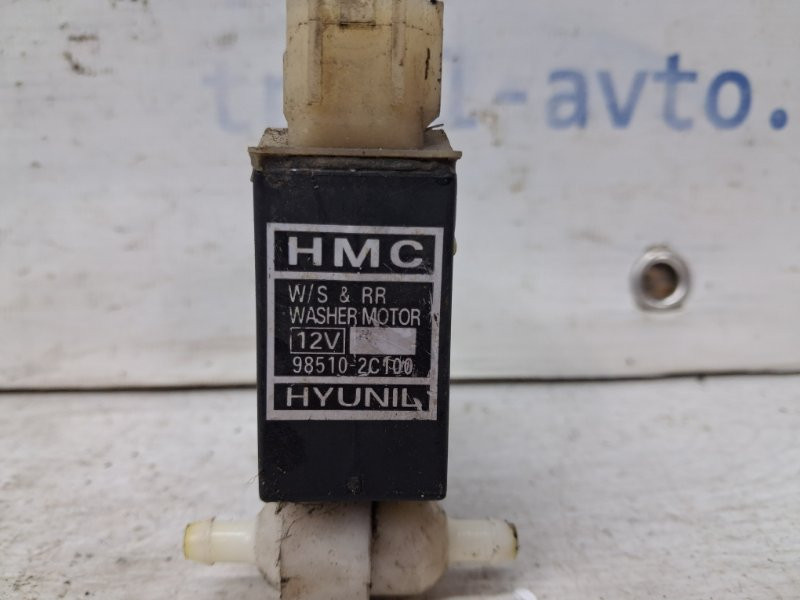 HMC
W/S & RR
WASHER MOTOR
12V
98510-2C100
HYUNIL